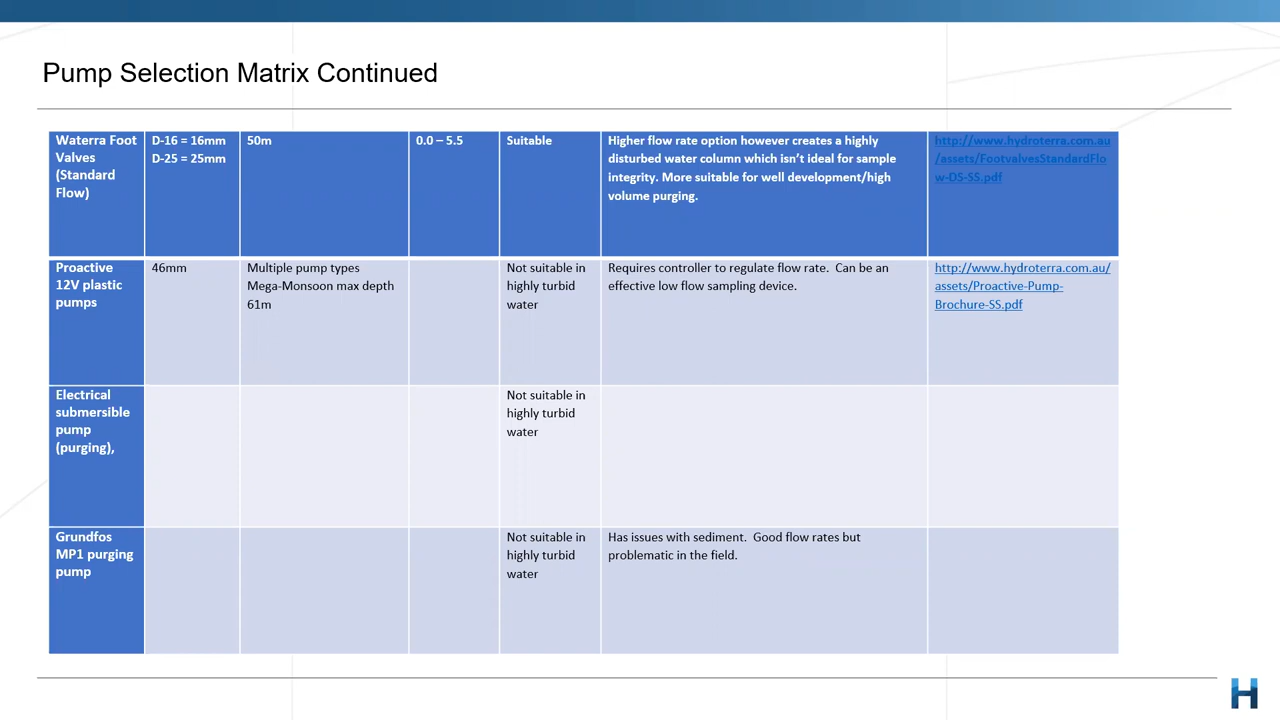 Pump Selection Matrix Continued
Waterra Foot
Valves
(Standard
Flow)
D-16 = 16mm
D-25 = 25mm
50m
0.0 – 5.5
Suitable
Higher flow rate option however creates a highly
disturbed water column which isn’t ideal for sample
integrity. More suitable for well development/high
volume purging.
http://www.hydroterra.com.au
/assets/FootvalvesStandardFlo
w-DS-SS.pdf
Proactive
12V plastic
pumps
46mm
Multiple pump types
Mega-Monsoon max depth
61m
Not suitable in
highly turbid
water
Requires controller to regulate flow rate.  Can be an
effective low flow sampling device.
http://www.hydroterra.com.au/
assets/Proactive-Pump-
Brochure-SS.pdf
Electrical
submersible
pump
(purging),
Not suitable in
highly turbid
water
Grundfos
MP1 purging
pump
Not suitable in
highly turbid
water
Has issues with sediment.  Good flow rates but
problematic in the field.
H